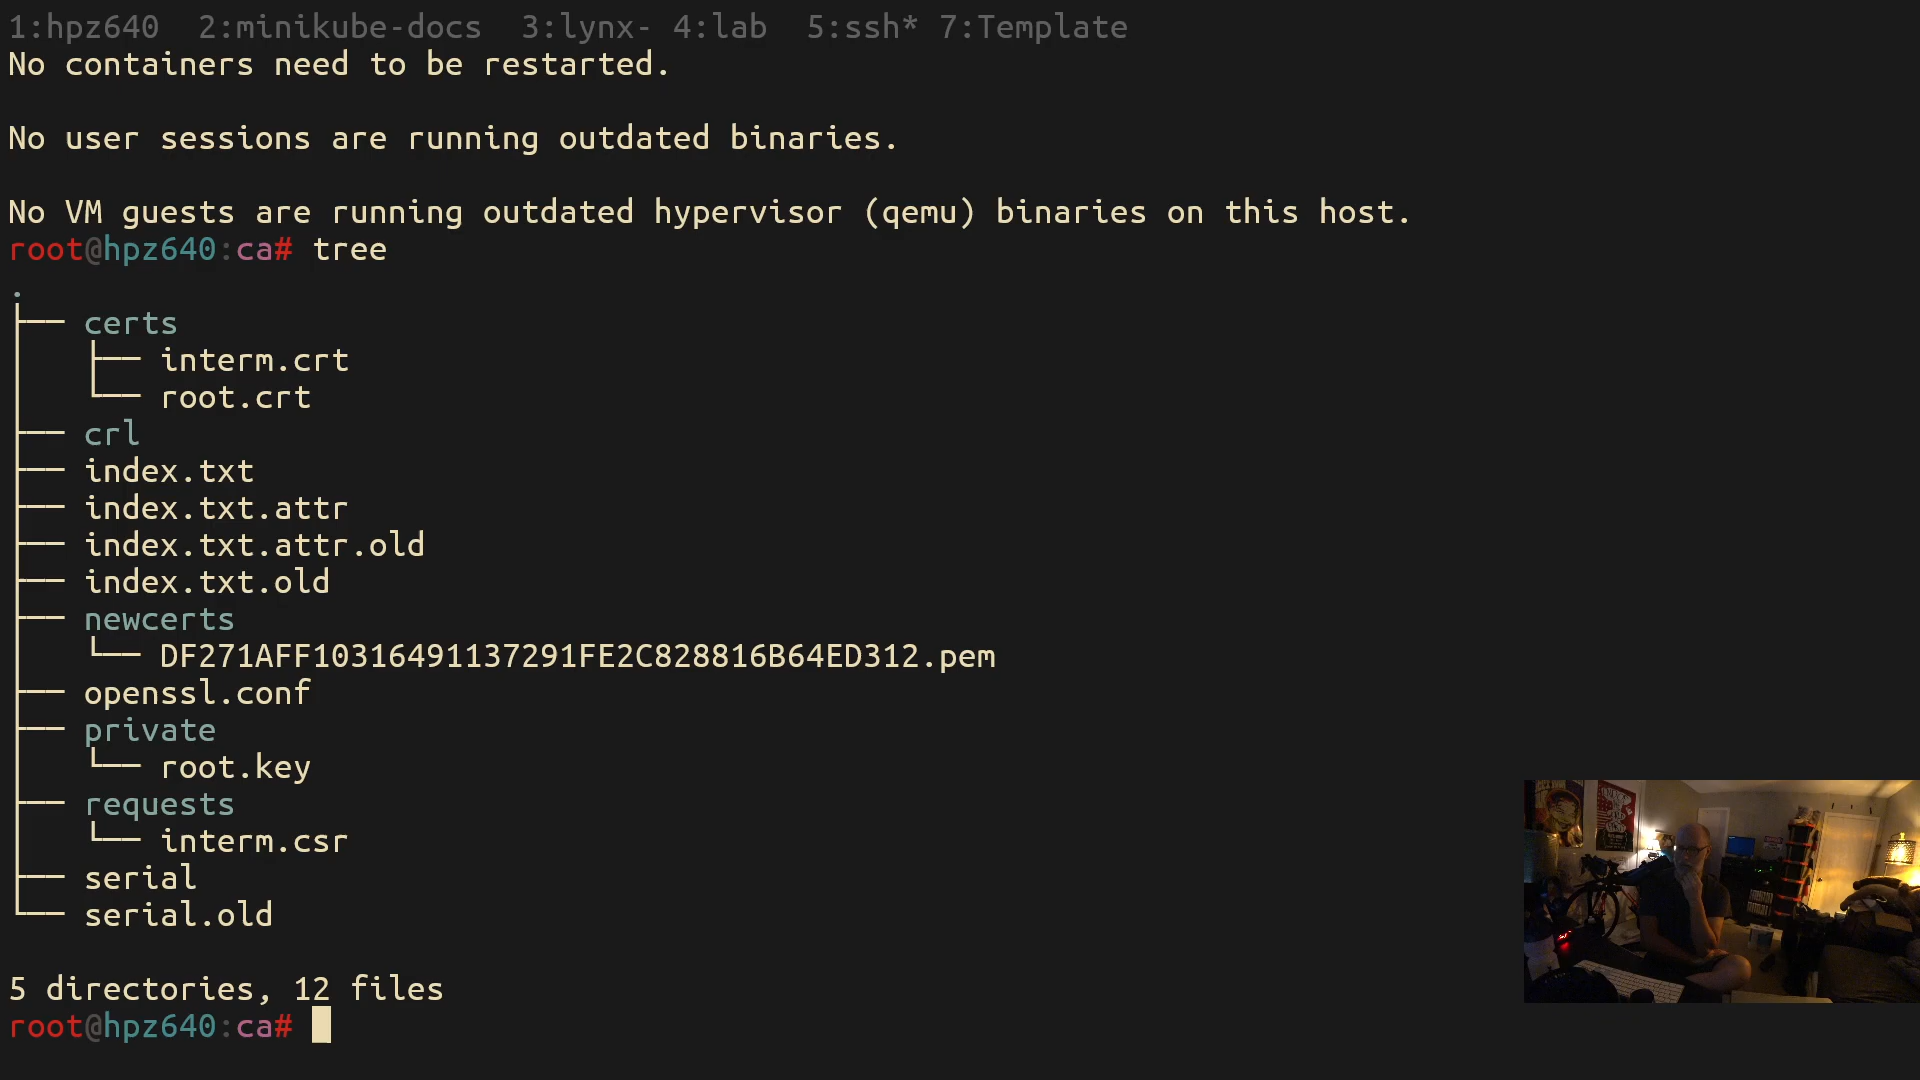 1:hpz640  2:minikube-docs  3:lynx- 4:lab  5:ssh* 7:Template
No containers need to be restarted.
No user sessions are running outdated binaries.
No VM guests are running outdated hypervisor (qemu) binaries on this host.
root@hpz640:ca# tree
.
├── certs
│   ├── interm.crt
│   └── root.crt
├── crl
├── index.txt
├── index.txt.attr
├── index.txt.attr.old
├── index.txt.old
├── newcerts
│   └── DF271AFF10316491137291FE2C828816B64ED312.pem
├── openssl.conf
├── private
│   └── root.key
├── requests
│   └── interm.csr
├── serial
└── serial.old
5 directories, 12 files
root@hpz640:ca#